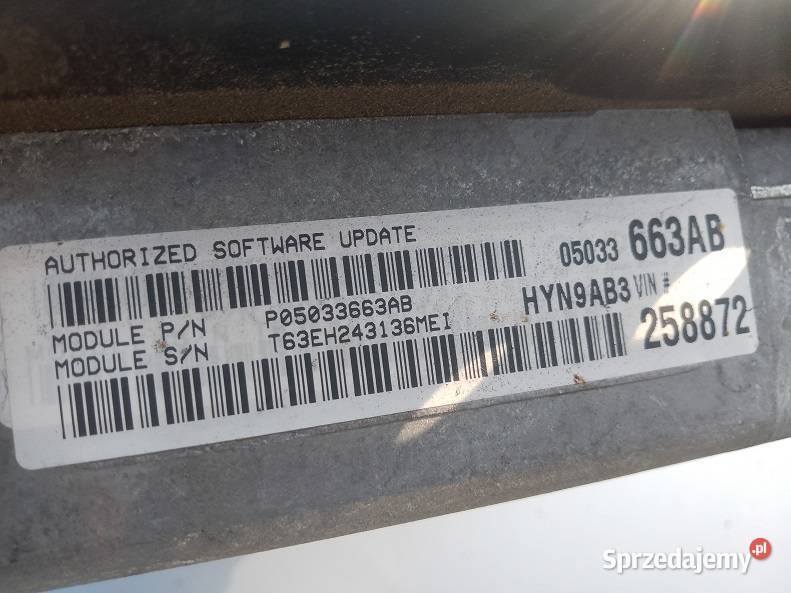 AUTHORIZED SOFTWARE UPDATE
05033 663AB
MODULE P/N P05033663AB
HYN9AB3 VIN #
MODULE S/N T63EH243136MEI
258872
Sprzedajemy.pl